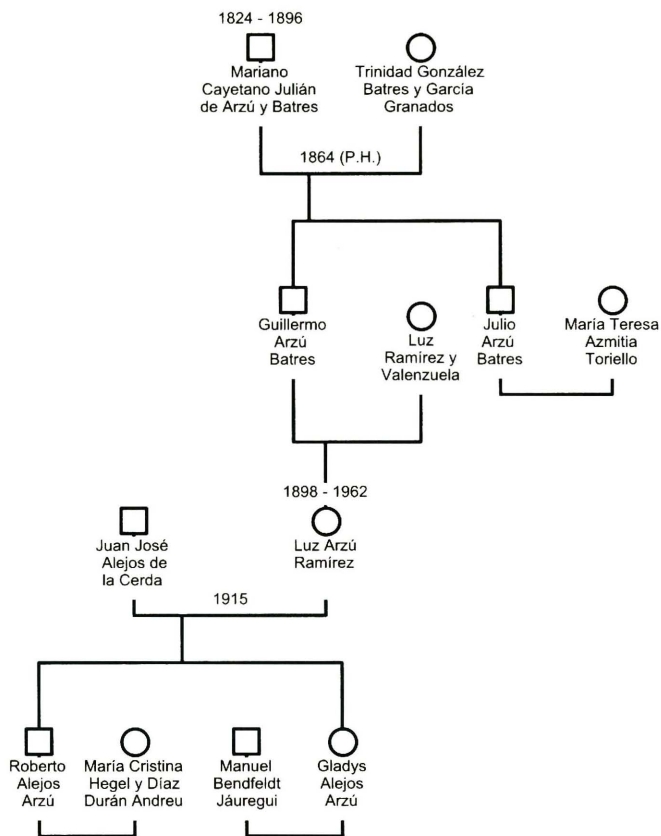 1824 - 1896
Mariano
Cayetano Julián
de Arzú y Batres
Trinidad González
Batres y García
Granados
1864 (P.H.)
Guillermo
Arzú
Batres
Luz
Ramírez y
Valenzuela
Julio
Arzú
Batres
María Teresa
Azmitia
Toriello
1898 - 1962
Juan José
Alejos de
la Cerda
Luz Arzú
Ramírez
1915
Roberto
Alejos
Arzú
María Cristina
Hegel y Díaz
Durán Andreu
Manuel
Bendfeldt
Jáuregui
Gladys
Alejos
Arzú